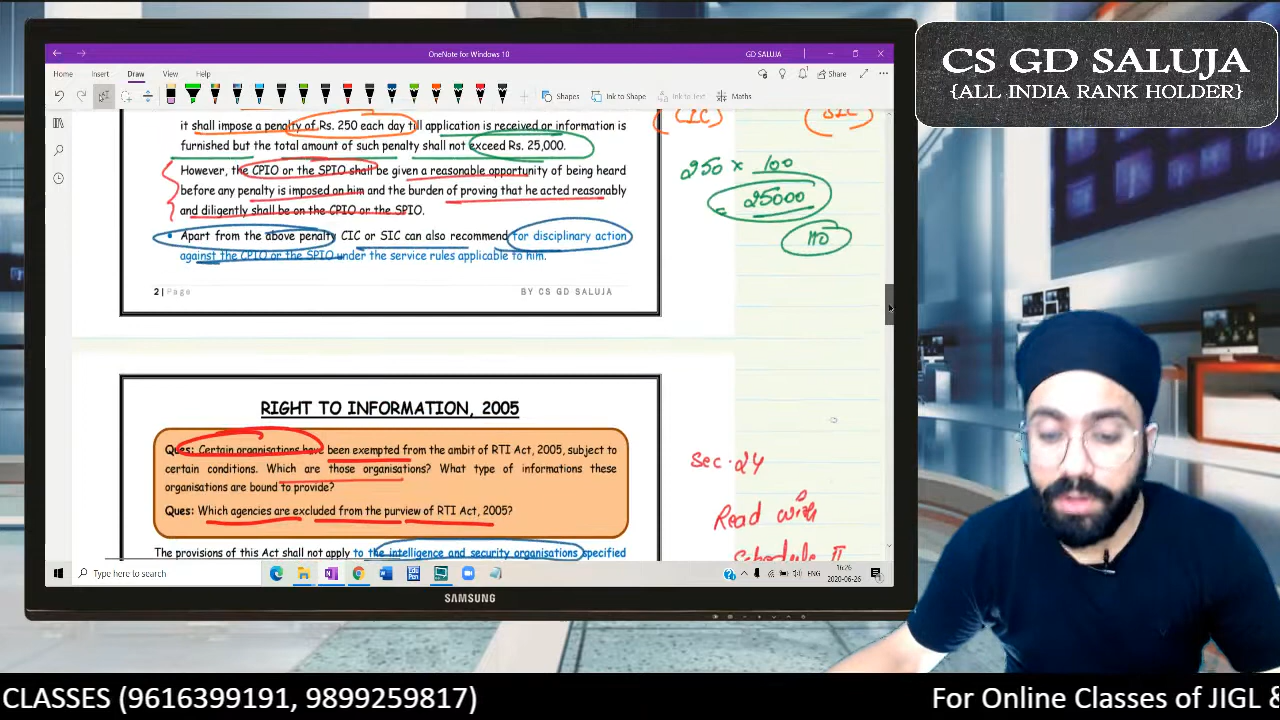 CS GD SALUJA
{ALL INDIA RANK HOLDER}
OneNote for Windows 10
GD SALUJA
Home Insert Draw View Help
Share
Shapes Ink to Shape Ink to Text Maths
it shall impose a penalty of Rs. 250 each day till application is received or information is
furnished but the total amount of such penalty shall not exceed Rs. 25,000.
However, the CPIO or the SPIO shall be given a reasonable opportunity of being heard
before any penalty is imposed on him and the burden of proving that he acted reasonably
and diligently shall be on the CPIO or the SPIO.
• Apart from the above penalty CIC or SIC can also recommend for disciplinary action
against the CPIO or the SPIO under the service rules applicable to him.
2 | Page
BY CS GD SALUJA
(CIC)
(SIC)
250 × 100
= 25000
RIGHT TO INFORMATION, 2005
Ques: Certain organisations have been exempted from the ambit of RTI Act, 2005, subject to
certain conditions. Which are those organisations? What type of informations these
organisations are bound to provide?
Ques: Which agencies are excluded from the purview of RTI Act, 2005?
The provisions of this Act shall not apply to the intelligence and security organisations specified
Sec. 24
Read with
Schedule II
Type here to search
ENG
16:26
2020-06-26
SAMSUNG
CLASSES (9616399191, 9899259817)
For Online Classes of JIGL &